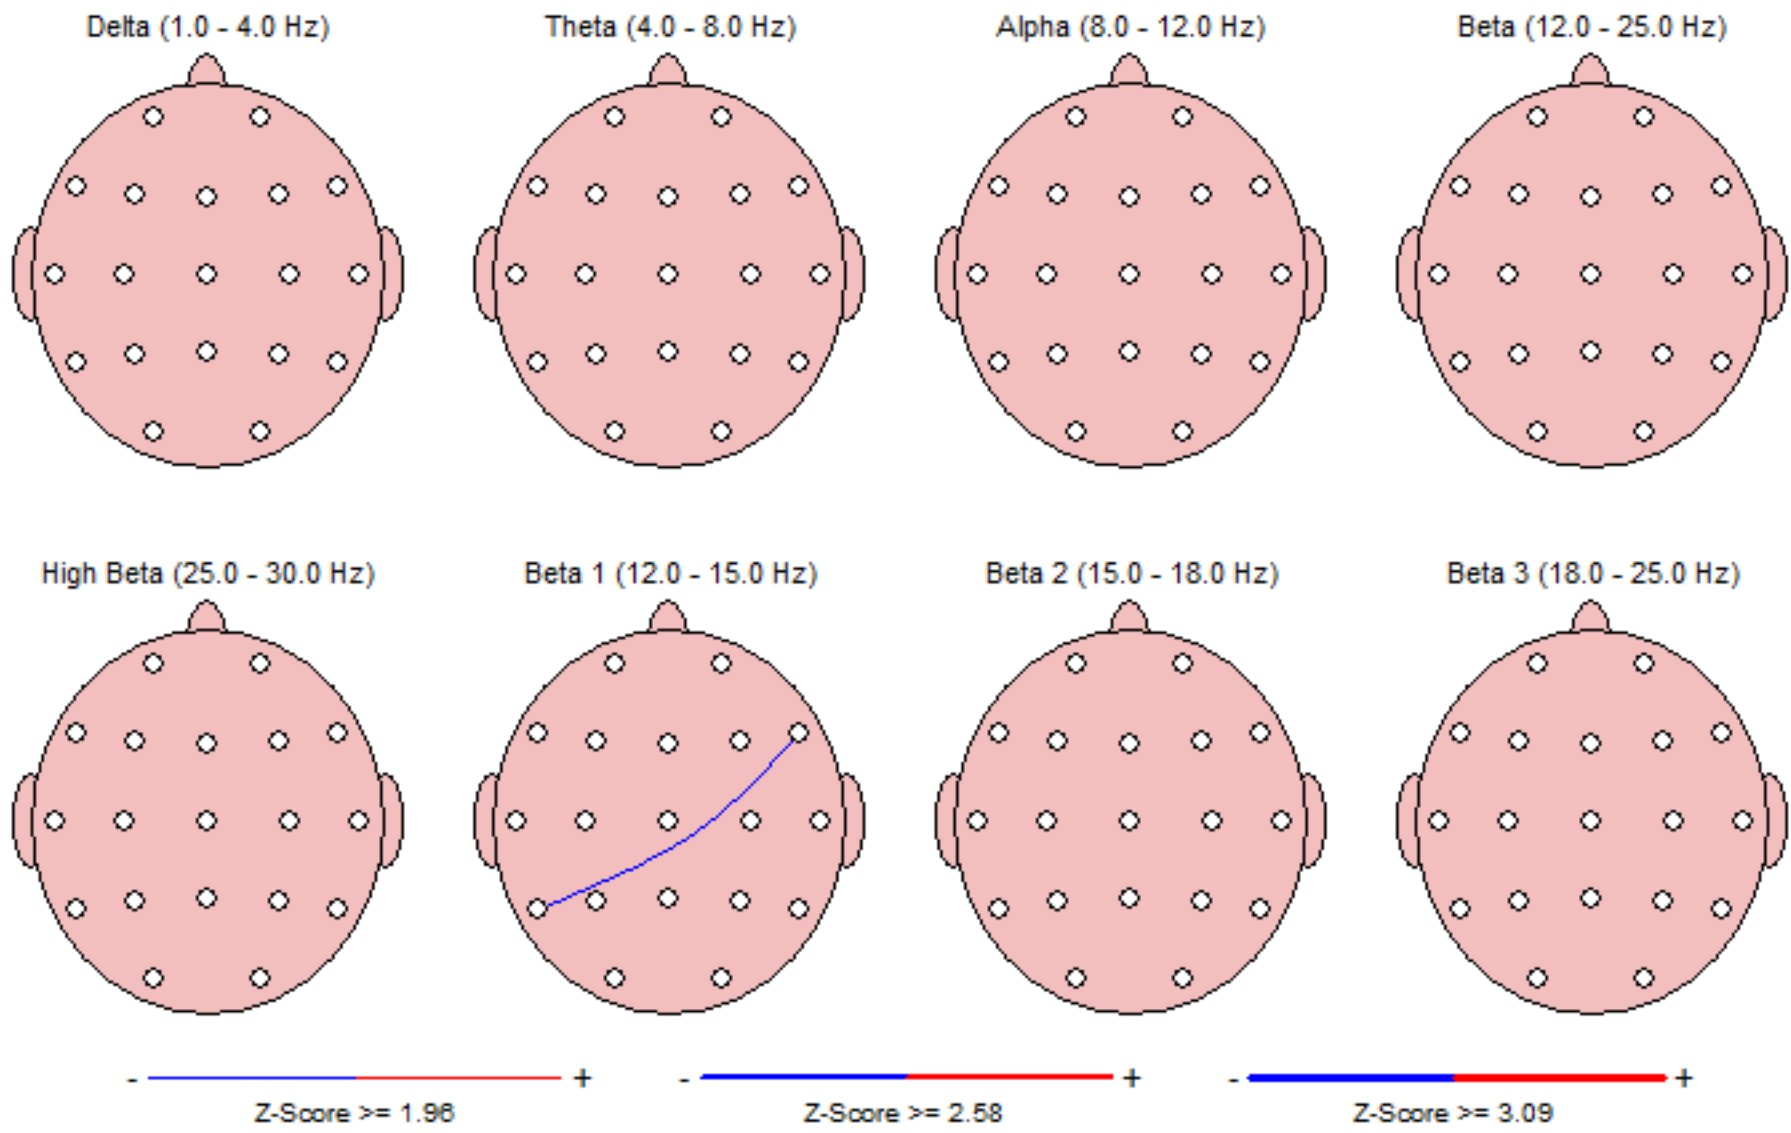 Delta (1.0 - 4.0 Hz)
Theta (4.0 - 8.0 Hz)
Alpha (8.0 - 12.0 Hz)
Beta (12.0 - 25.0 Hz)
High Beta (25.0 - 30.0 Hz)
Beta 1 (12.0 - 15.0 Hz)
Beta 2 (15.0 - 18.0 Hz)
Beta 3 (18.0 - 25.0 Hz)
- +
- +
- +
Z-Score >= 1.96
Z-Score >= 2.58
Z-Score >= 3.09